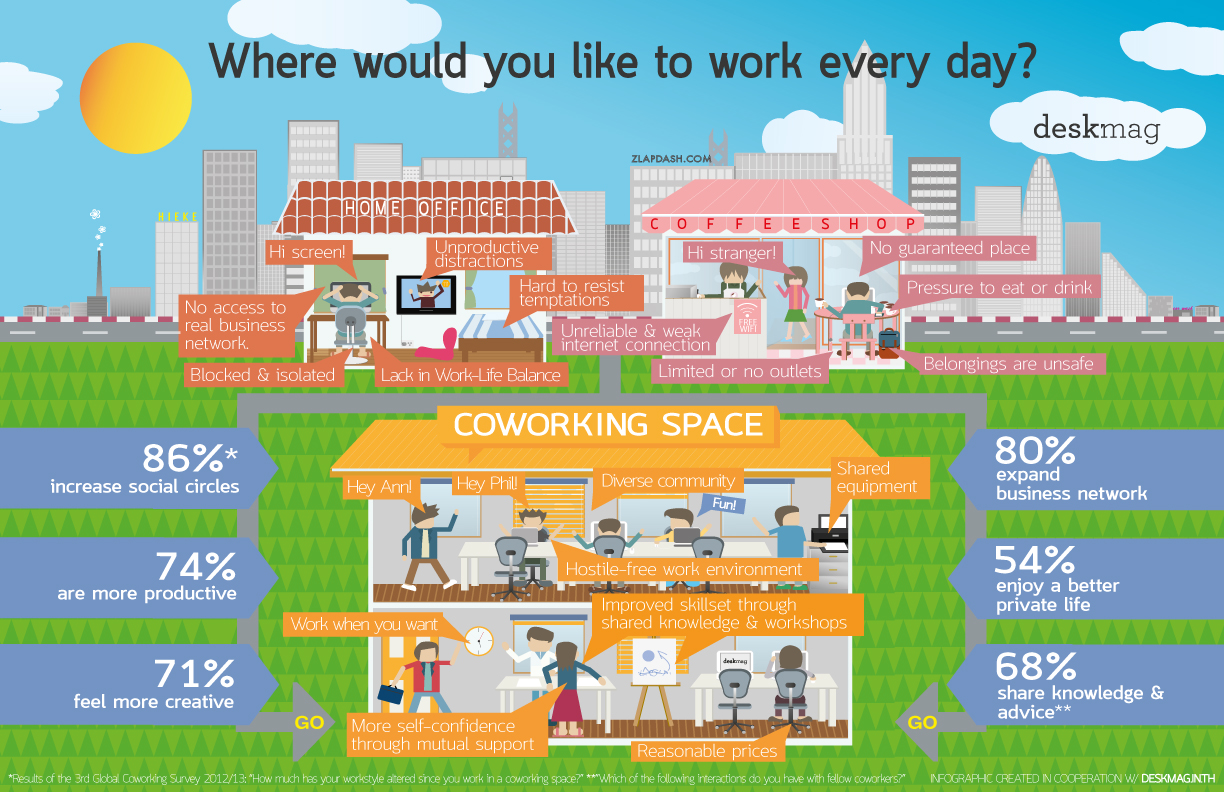 Where would you like to work every day?
deskmag
ZLAPDASH.COM
HIEKE
HOME OFFICE
Hi screen!
Unproductive
distractions
Hard to resist
temptations
No access to
real business
network.
Blocked & isolated
Lack in Work-Life Balance
COFFEESHOP
Hi stranger!
No guaranteed place
Pressure to eat or drink
FREE
WIFI
Unreliable & weak
internet connection
Limited or no outlets
Belongings are unsafe
COWORKING SPACE
86%*
increase social circles
74%
are more productive
71%
feel more creative
GO
Hey Ann!
Hey Phil!
Diverse community
Fun!
Shared
equipment
Hostile-free work environment
Work when you want
Improved skillset through
shared knowledge & workshops
deskmag
More self-confidence
through mutual support
Reasonable prices
80%
expand
business network
54%
enjoy a better
private life
68%
share knowledge &
advice**
GO
*Results of the 3rd Global Coworking Survey 2012/13: "How much has your workstyle altered since you work in a coworking space?" **"Which of the following interactions do you have with fellow coworkers?"
INFOGRAPHIC CREATED IN COOPERATION W/ DESKMAG.IN.TH